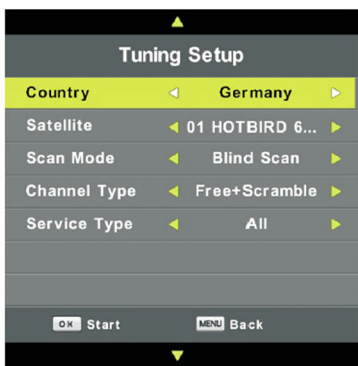 Tuning Setup
Country Germany
Satellite 01 HOTBIRD 6...
Scan Mode Blind Scan
Channel Type Free+Scramble
Service Type All
OK Start MENU Back